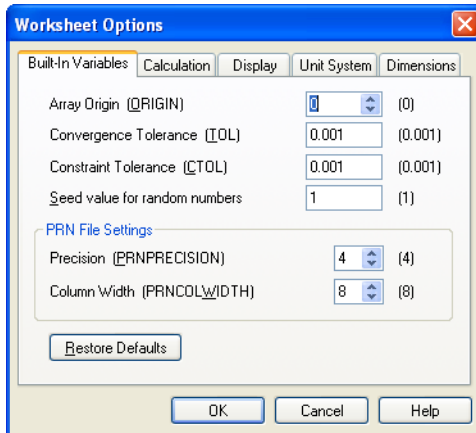 Worksheet Options
Built-In Variables Calculation Display Unit System Dimensions
Array Origin (ORIGIN) 0 (0)
Convergence Tolerance (TOL) 0.001 (0.001)
Constraint Tolerance (CTOL) 0.001 (0.001)
Seed value for random numbers 1 (1)
PRN File Settings
Precision (PRNPRECISION) 4 (4)
Column Width (PRNCOLWIDTH) 8 (8)
Restore Defaults
OK Cancel Help